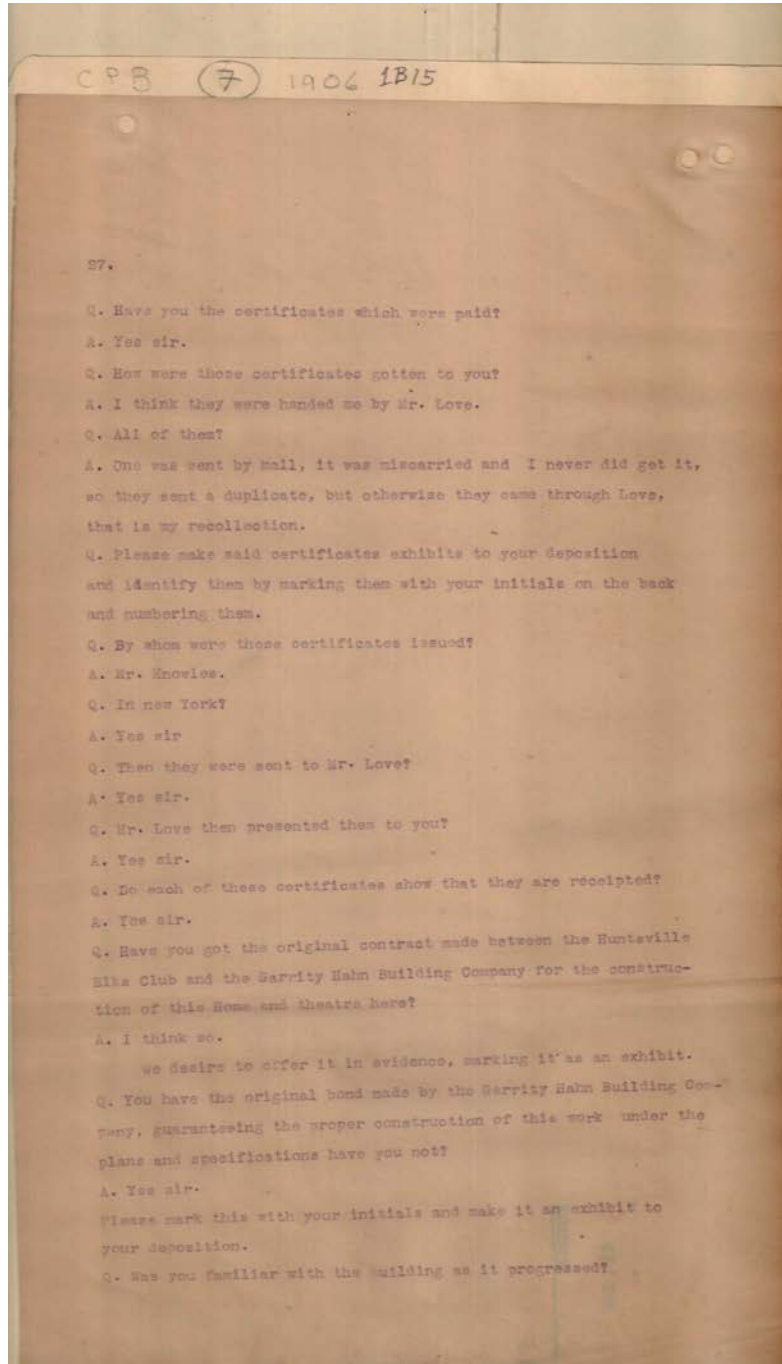 CPB 7 1906 1B15
27.
Q. Have you the certificates which were paid?
A. Yes sir.
Q. How were those certificates gotten to you?
A. I think they were handed me by Mr. Love.
Q. All of them?
A. One was sent by mail, it was miscarried and I never did get it,
so they sent a duplicate, but otherwise they came through Love,
that is my recollection.
Q. Please make said certificates exhibits to your deposition
and identify them by marking them with your initials on the back
and numbering them.
Q. By whom were those certificates issued?
A. Mr. Knowles.
Q. In new York?
A. Yes sir
Q. Then they were sent to Mr. Love?
A. Yes sir.
Q. Mr. Love then presented them to you?
A. Yes sir.
Q. Do each of these certificates show that they are receipted?
A. Yes sir.
Q. Have you got the original contract made between the Huntsville
Elks Club and the Garrity Hahn Building Company for the construc-
tion of this Home and theatre here?
A. I think so.
we desire to offer it in evidence, marking it as an exhibit.
Q. You have the original bond made by the Garrity Hahn Building Com-
pany, guaranteeing the proper construction of this work under the
plans and specifications have you not?
A. Yes sir.
Please mark this with your initials and make it an exhibit to
your deposition.
Q. Was you familiar with the building as it progressed?